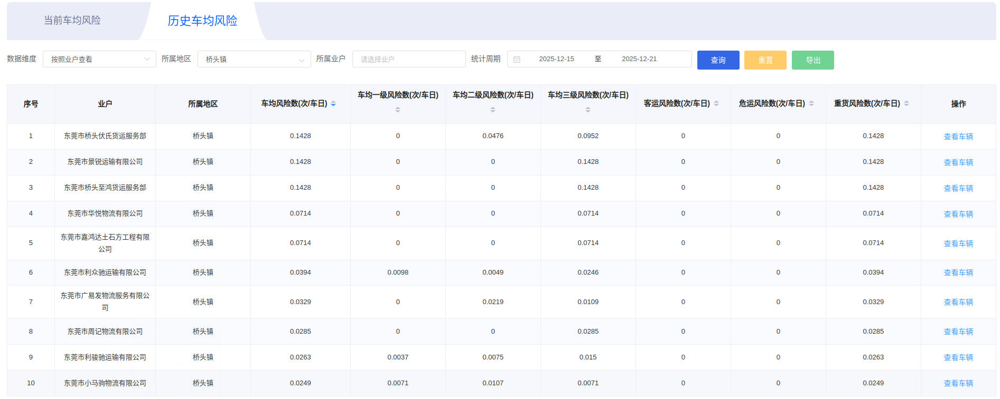 当前车均风险 历史车均风险
数据维度 按照业户查看 所属地区 桥头镇 所属业户 请选择业户 统计周期 2025-12-15 至 2025-12-21 查询 重置 导出
序号 业户 所属地区 车均风险数(次/车日) 车均一级风险数(次/车日) 车均二级风险数(次/车日) 车均三级风险数(次/车日) 客运风险数(次/车日) 危运风险数(次/车日) 重货风险数(次/车日) 操作
1 东莞市桥头伏氏货运服务部 桥头镇 0.1428 0 0.0476 0.0952 0 0 0.1428 查看车辆
2 东莞市景锐运输有限公司 桥头镇 0.1428 0 0 0.1428 0 0 0.1428 查看车辆
3 东莞市桥头至鸿货运服务部 桥头镇 0.1428 0 0 0.1428 0 0 0.1428 查看车辆
4 东莞市华悦物流有限公司 桥头镇 0.0714 0 0 0.0714 0 0 0.0714 查看车辆
5 东莞市嘉鸿达土石方工程有限
公司 桥头镇 0.0714 0 0 0.0714 0 0 0.0714 查看车辆
6 东莞市利众驰运输有限公司 桥头镇 0.0394 0.0098 0.0049 0.0246 0 0 0.0394 查看车辆
7 东莞市广易发物流服务有限公
司 桥头镇 0.0329 0 0.0219 0.0109 0 0 0.0329 查看车辆
8 东莞市周记物流有限公司 桥头镇 0.0285 0 0 0.0285 0 0 0.0285 查看车辆
9 东莞市利骏驰运输有限公司 桥头镇 0.0263 0.0037 0.0075 0.015 0 0 0.0263 查看车辆
10 东莞市小马驹物流有限公司 桥头镇 0.0249 0.0071 0.0107 0.0071 0 0 0.0249 查看车辆